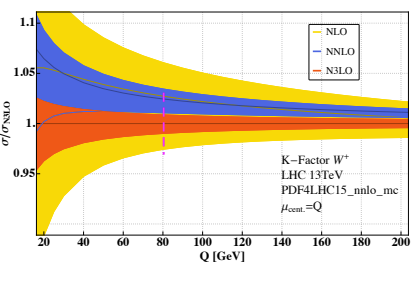 1.1
1.05
1
0.95
σ/σN3LO
NLO
NNLO
N3LO
K−Factor W+
LHC 13TeV
PDF4LHC15_nnlo_mc
μcent.=Q
20 40 60 80 100 120 140 160 180 200
Q [GeV]